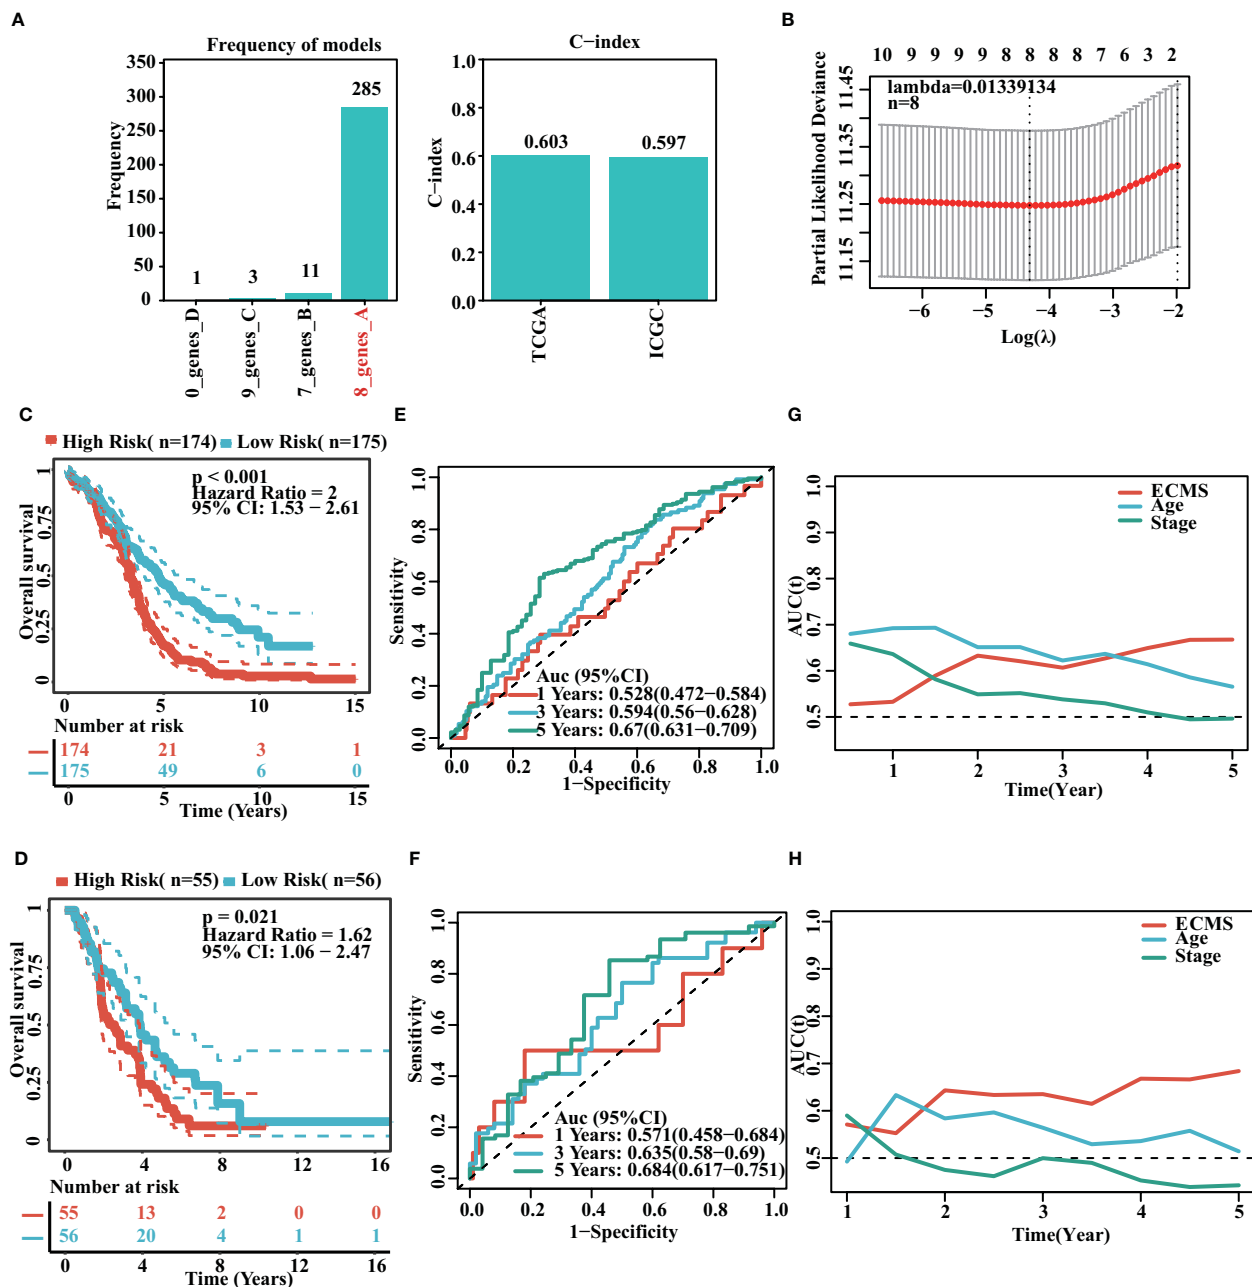 A
Frequency of models
Frequency
350
300
250
200
150
100
50
0
1
3
11
285
0_genes_D
9_genes_C
7_genes_B
8_genes_A
C−index
C−index
1.0
0.8
0.6
0.4
0.2
0.0
0.603
0.597
TCGA
ICGC
B
10 9 9 9 9 8 8 8 8 7 6 3 2
lambda=0.01339134
n=8
Partial Likelihood Deviance
11.45
11.35
11.25
11.15
−6 −5 −4 −3 −2
Log(λ)
C
High Risk( n=174) Low Risk( n=175)
p < 0.001
Hazard Ratio = 2
95% CI: 1.53 − 2.61
Overall survival
1
0.75
0.5
0.25
0
0 5 10 15
Number at risk
174 21 3 1
175 49 6 0
0 5 10 15
Time (Years)
E
Sensitivity
1.0
0.8
0.6
0.4
0.2
0.0
Auc (95%CI)
1 Years: 0.528(0.472−0.584)
3 Years: 0.594(0.56−0.628)
5 Years: 0.67(0.631−0.709)
0.0 0.2 0.4 0.6 0.8 1.0
1−Specificity
G
ECMS
Age
Stage
AUC(t)
1.0
0.9
0.8
0.7
0.6
0.5
1 2 3 4 5
Time(Year)
D
High Risk( n=55) Low Risk( n=56)
p = 0.021
Hazard Ratio = 1.62
95% CI: 1.06 − 2.47
Overall survival
1
0.75
0.5
0.25
0
0 4 8 12 16
Number at risk
55 13 2 0 0
56 20 4 1 1
0 4 8 12 16
Time (Years)
F
Sensitivity
1.0
0.8
0.6
0.4
0.2
0.0
Auc (95%CI)
1 Years: 0.571(0.458−0.684)
3 Years: 0.635(0.58−0.69)
5 Years: 0.684(0.617−0.751)
0.0 0.2 0.4 0.6 0.8 1.0
1−Specificity
H
ECMS
Age
Stage
AUC(t)
1.0
0.9
0.8
0.7
0.6
0.5
1 2 3 4 5
Time(Year)